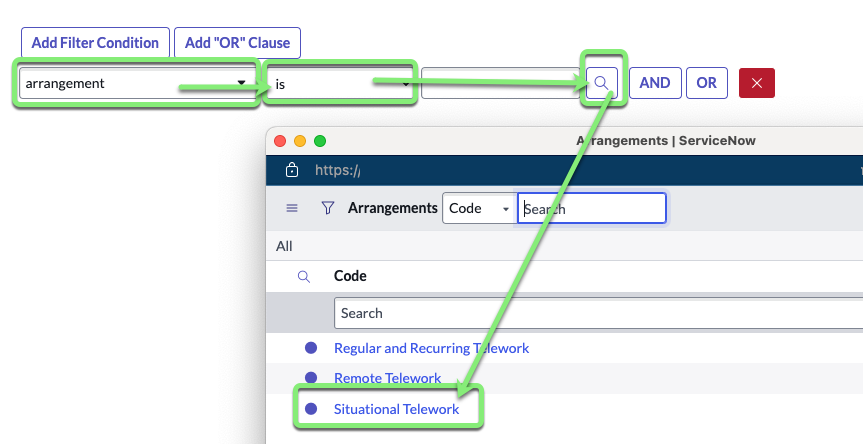 Add Filter Condition Add "OR" Clause
arrangement is AND OR
Arrangements | ServiceNow
https://
Arrangements Code Search
All
Code
Search
Regular and Recurring Telework
Remote Telework
Situational Telework